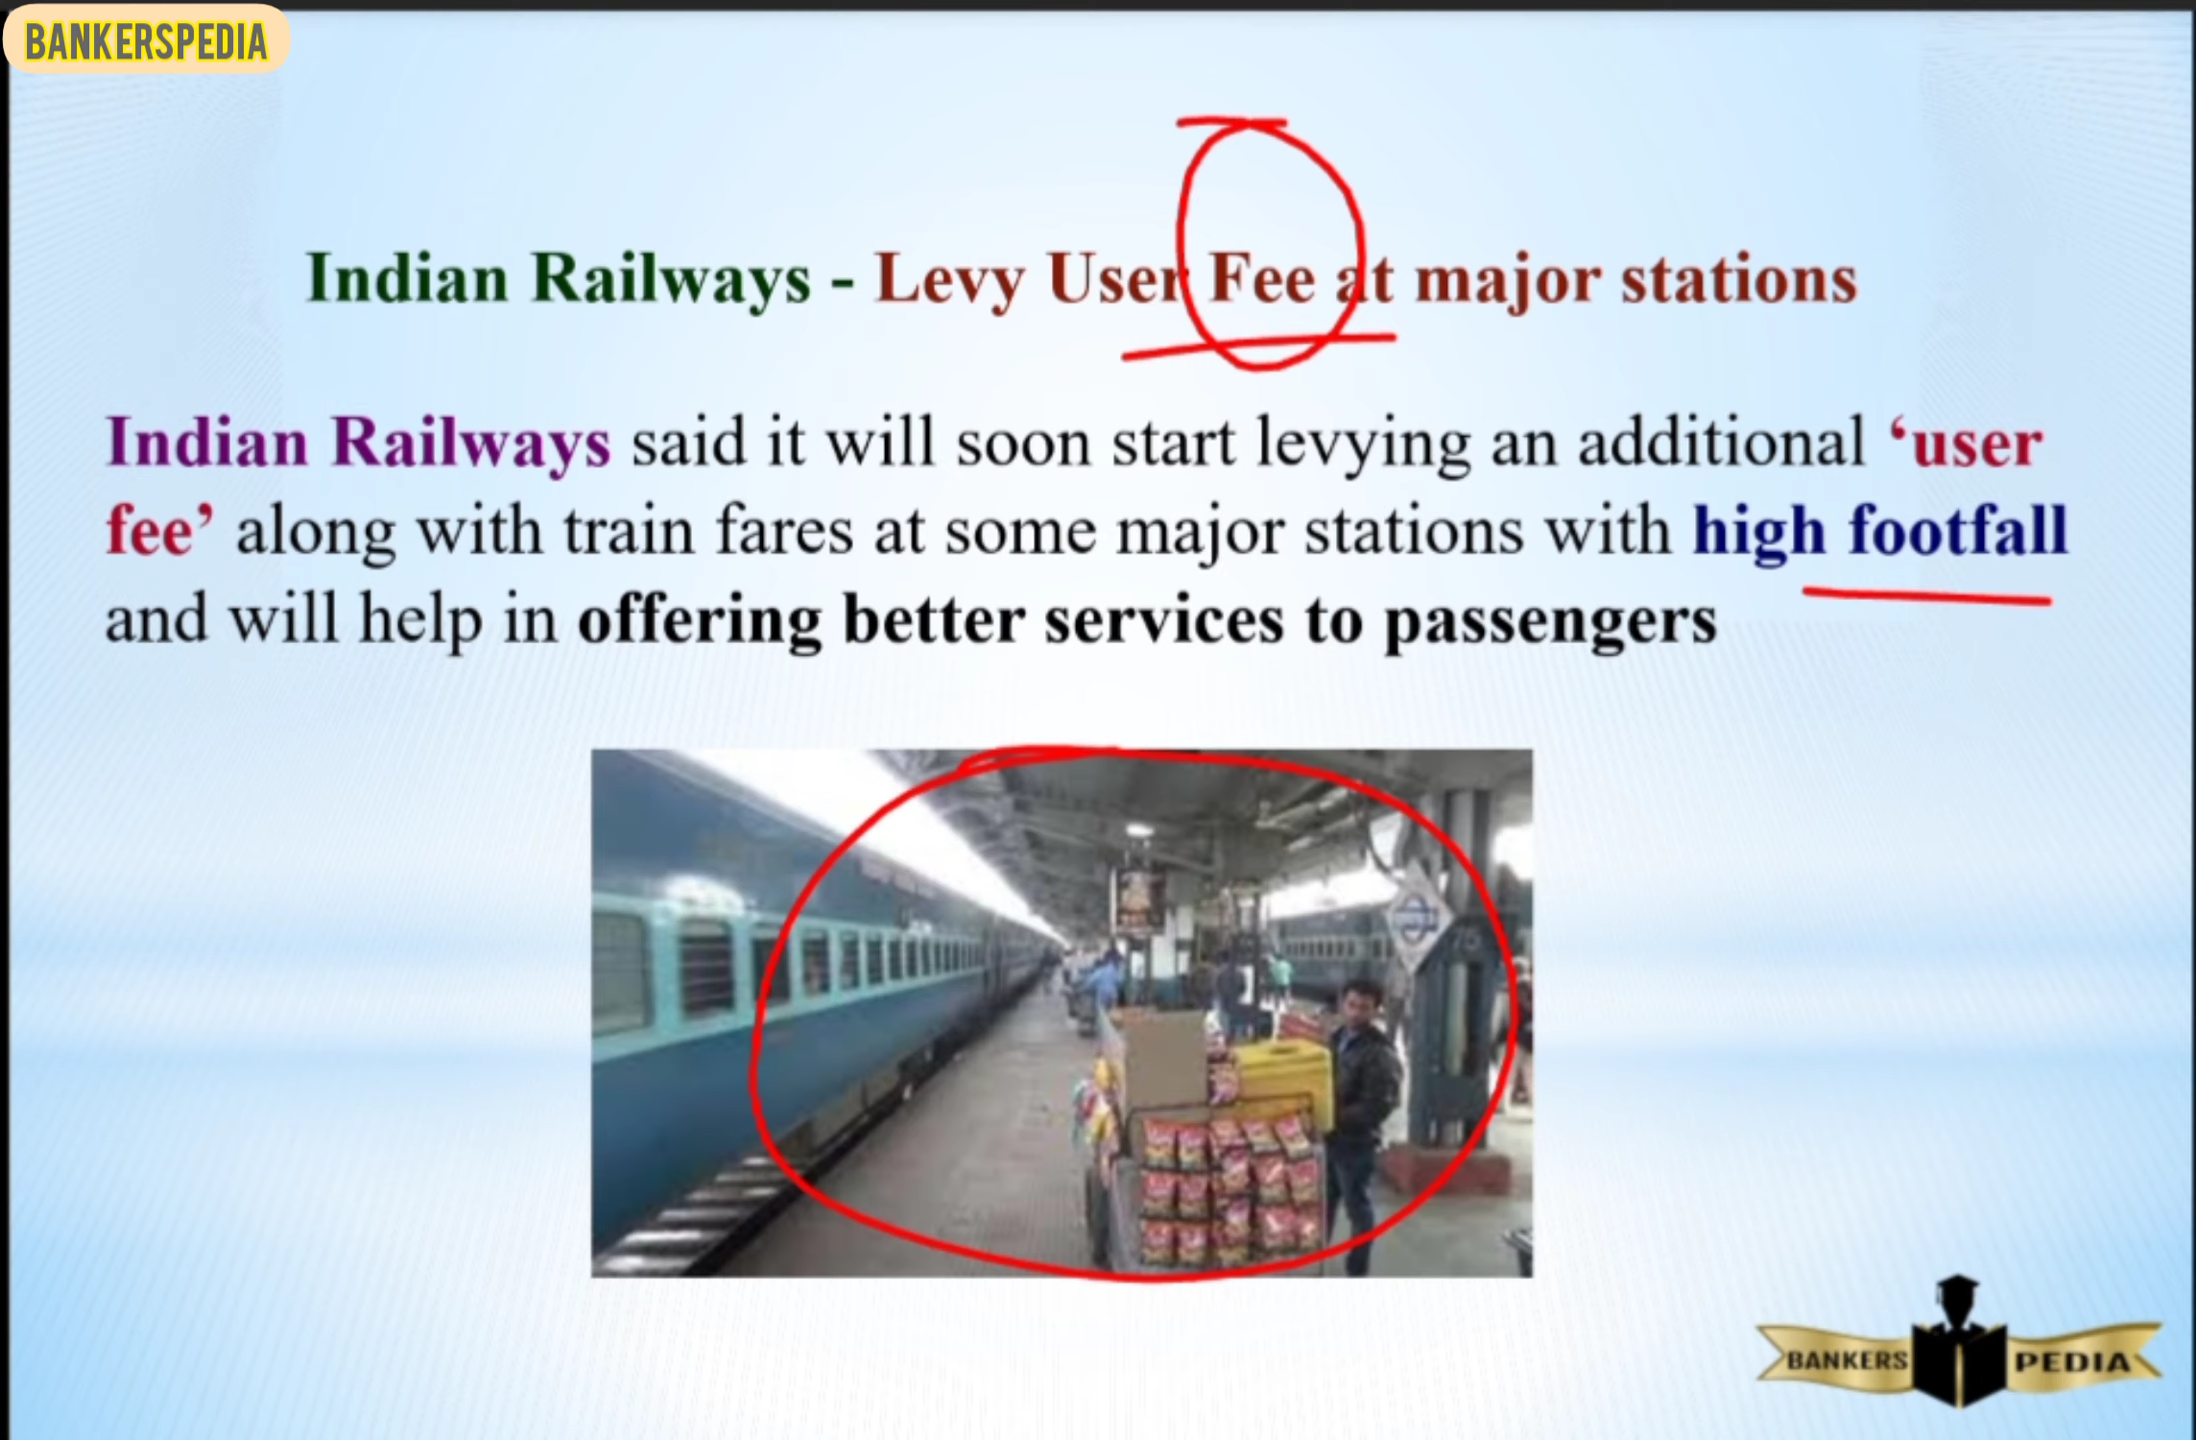 BANKERSPEDIA
Indian Railways - Levy User Fee at major stations
Indian Railways said it will soon start levying an additional ‘user
fee’ along with train fares at some major stations with high footfall
and will help in offering better services to passengers
BANKERS PEDIA